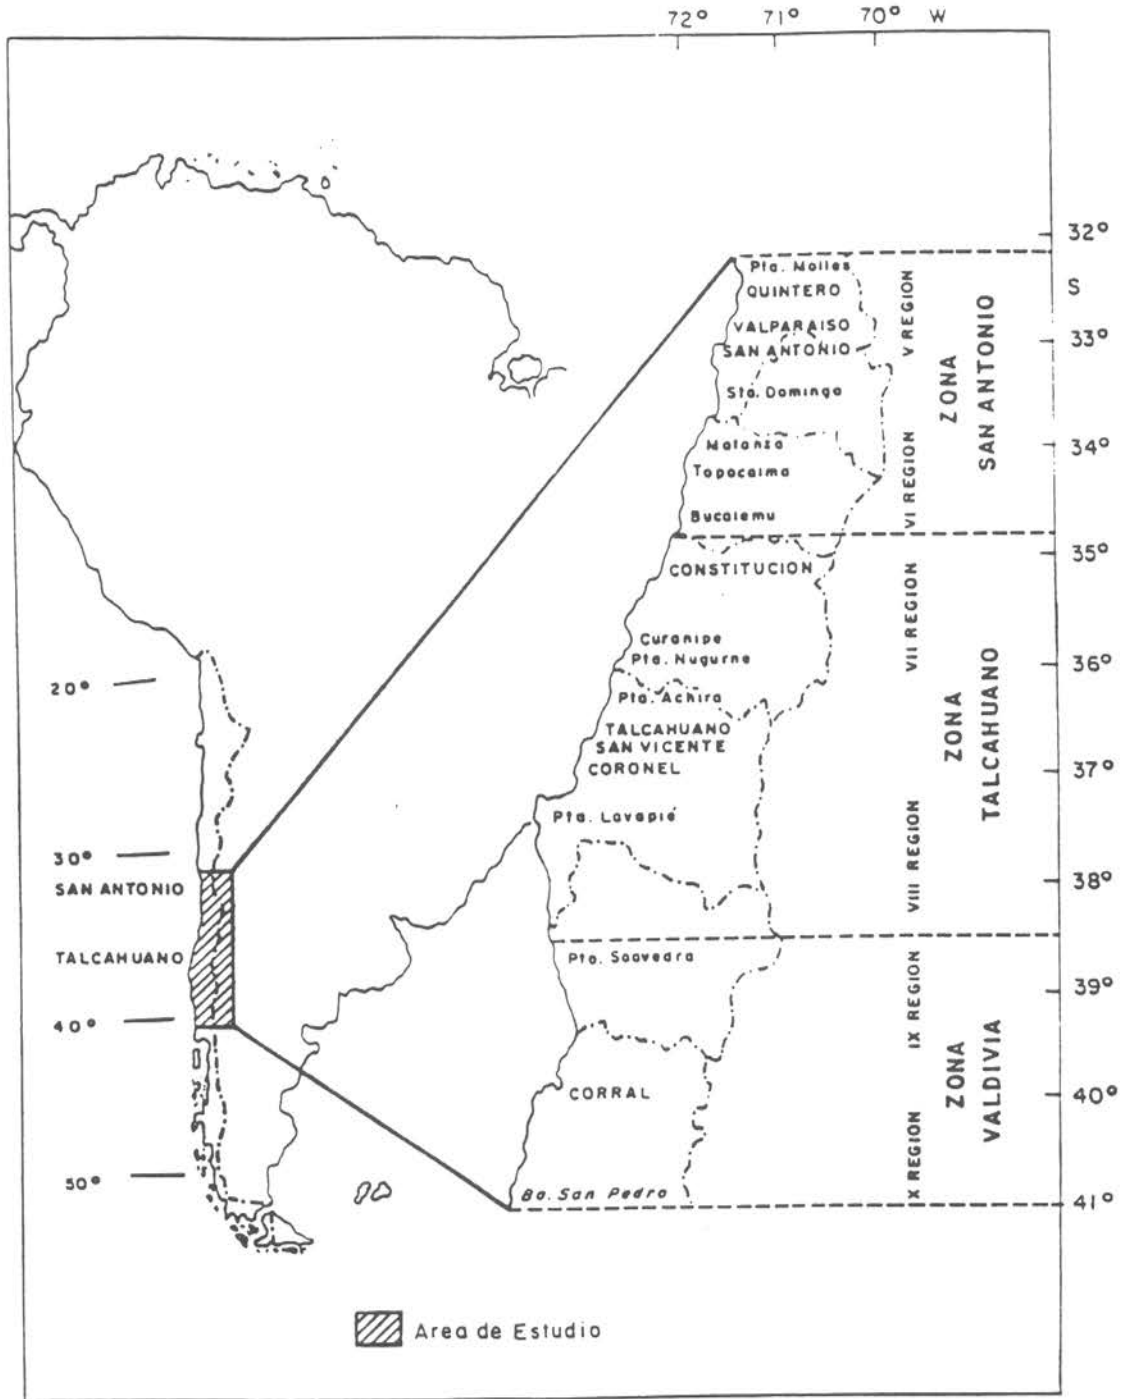 72° 71° 70° W
32°
Pta. Molles
S
QUINTERO
VALPARAISO
33°
SAN ANTONIO
Sto. Domingo
34°
Matanza
Topocalma
Bucalemu
35°
CONSTITUCION
Curanipe
Pta. Nugurne
36°
Pta. Achira
TALCAHUANO
SAN VICENTE
CORONEL
37°
Pta. Lavapié
38°
Pto. Saavedra
39°
CORRAL
40°
Ba. San Pedro
41°
V REGION
VI REGION
VII REGION
VIII REGION
IX REGION
X REGION
ZONA
SAN ANTONIO
ZONA
TALCAHUANO
ZONA
VALDIVIA
20°
30°
SAN ANTONIO
TALCAHUANO
40°
50°
Area de Estudio